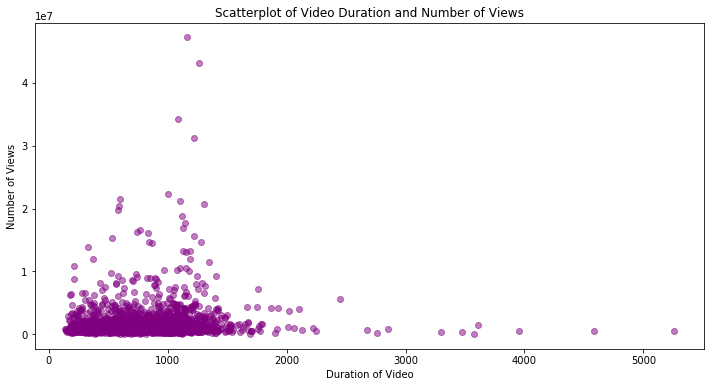 Scatterplot of Video Duration and Number of Views
1e7
4
3
2
1
0
Number of Views
0 1000 2000 3000 4000 5000
Duration of Video